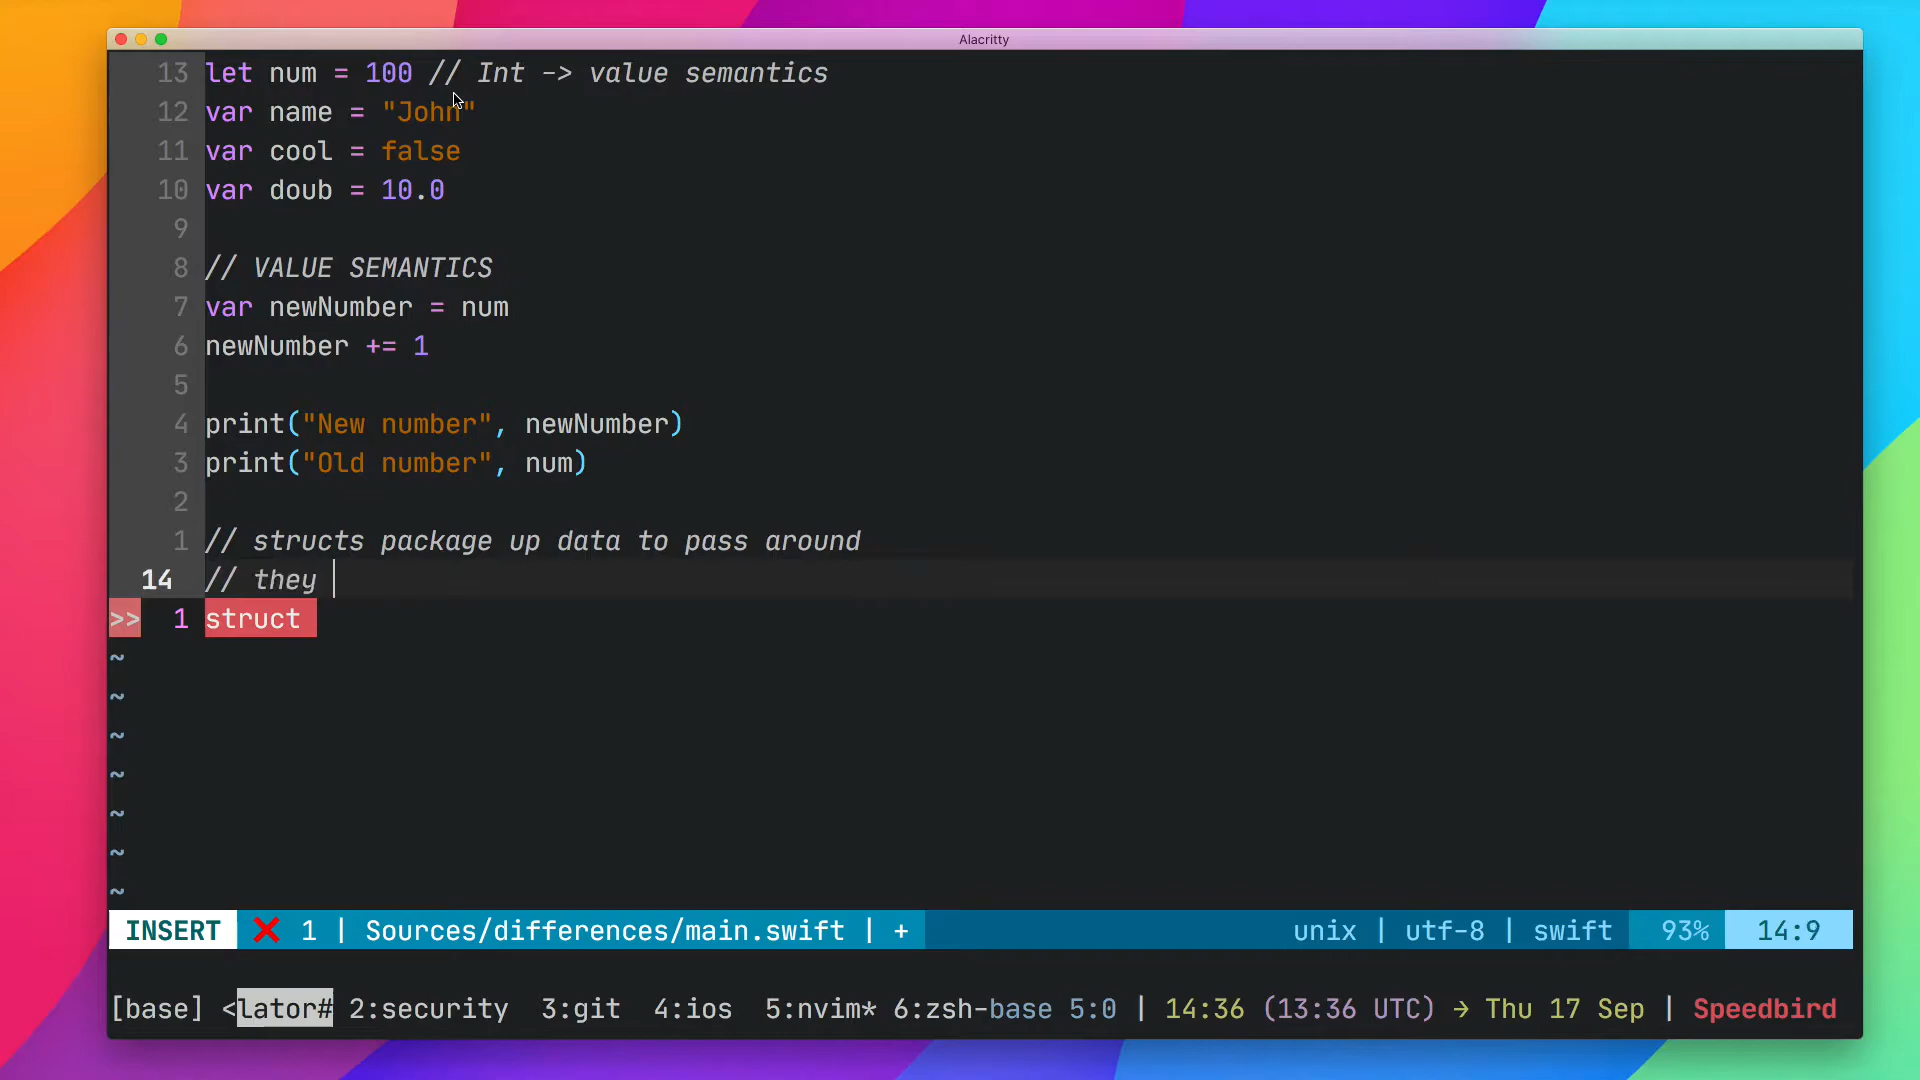 Alacritty
13 let num = 100 // Int -> value semantics
12 var name = "John"
11 var cool = false
10 var doub = 10.0
9
8 // VALUE SEMANTICS
7 var newNumber = num
6 newNumber += 1
5
4 print("New number", newNumber)
3 print("Old number", num)
2
1 // structs package up data to pass around
14 // they
>> 1 struct
~
~
~
~
~
~
~
INSERT ❌ 1 | Sources/differences/main.swift | + unix | utf-8 | swift 93% 14:9
[base] <lator# 2:security 3:git 4:ios 5:nvim* 6:zsh-base 5:0 | 14:36 (13:36 UTC) → Thu 17 Sep | Speedbird